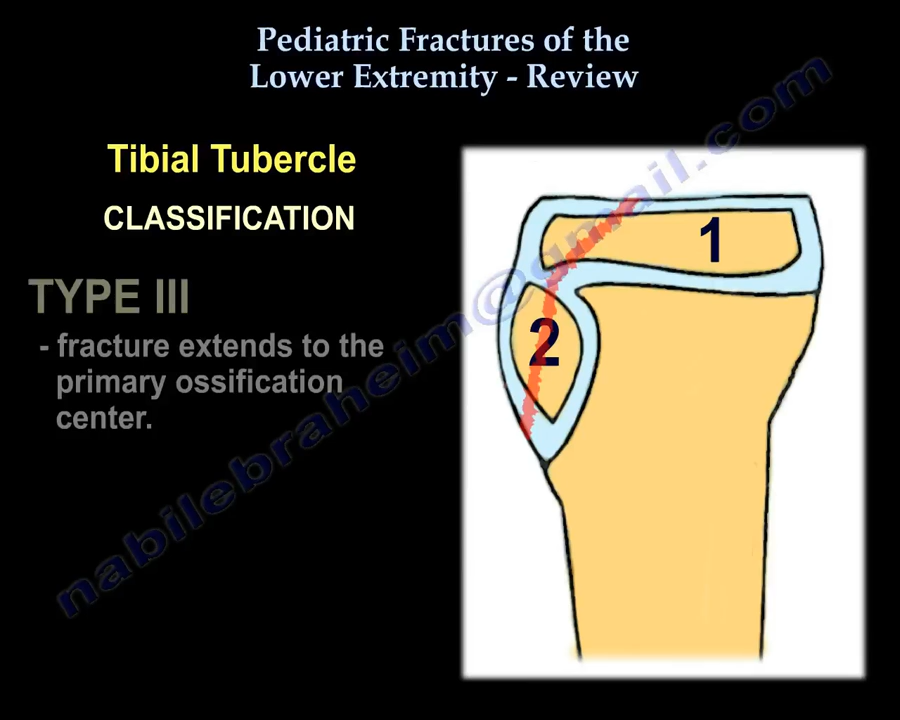 Pediatric Fractures of the
Lower Extremity - Review
Tibial Tubercle
CLASSIFICATION
TYPE III
- fracture extends to the
primary ossification
center.
1
2
nabilebraheim@gmail.com